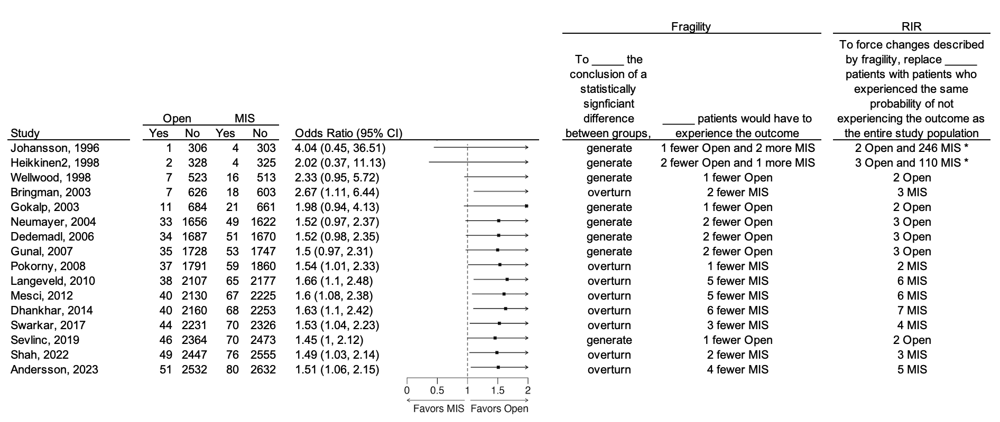 Fragility RIR
To _____ the conclusion of a statistically signficiant difference between groups,
_____ patients would have to experience the outcome
To force changes described by fragility, replace _____ patients with patients who experienced the same probability of not experiencing the outcome as the entire study population
Open MIS
Study Yes No Yes No Odds Ratio (95% CI)
Johansson, 1996 1 306 4 303 4.04 (0.45, 36.51) generate 1 fewer Open and 2 more MIS 2 Open and 246 MIS *
Heikkinen2, 1998 2 328 4 325 2.02 (0.37, 11.13) generate 2 fewer Open and 1 more MIS 3 Open and 110 MIS *
Wellwood, 1998 7 523 16 513 2.33 (0.95, 5.72) generate 1 fewer Open 2 Open
Bringman, 2003 7 626 18 603 2.67 (1.11, 6.44) overturn 2 fewer MIS 3 MIS
Gokalp, 2003 11 684 21 661 1.98 (0.94, 4.13) generate 1 fewer Open 2 Open
Neumayer, 2004 33 1656 49 1622 1.52 (0.97, 2.37) generate 2 fewer Open 3 Open
Dedemadl, 2006 34 1687 51 1670 1.52 (0.98, 2.35) generate 2 fewer Open 3 Open
Gunal, 2007 35 1728 53 1747 1.5 (0.97, 2.31) generate 2 fewer Open 3 Open
Pokorny, 2008 37 1791 59 1860 1.54 (1.01, 2.33) overturn 1 fewer MIS 2 MIS
Langeveld, 2010 38 2107 65 2177 1.66 (1.1, 2.48) overturn 5 fewer MIS 6 MIS
Mesci, 2012 40 2130 67 2225 1.6 (1.08, 2.38) overturn 5 fewer MIS 6 MIS
Dhankhar, 2014 40 2160 68 2253 1.63 (1.1, 2.42) overturn 6 fewer MIS 7 MIS
Swarkar, 2017 44 2231 70 2326 1.53 (1.04, 2.23) overturn 3 fewer MIS 4 MIS
Sevlinc, 2019 46 2364 70 2473 1.45 (1, 2.12) generate 1 fewer Open 2 Open
Shah, 2022 49 2447 76 2555 1.49 (1.03, 2.14) overturn 2 fewer MIS 3 MIS
Andersson, 2023 51 2532 80 2632 1.51 (1.06, 2.15) overturn 4 fewer MIS 5 MIS
0 0.5 1 1.5 2
Favors MIS Favors Open